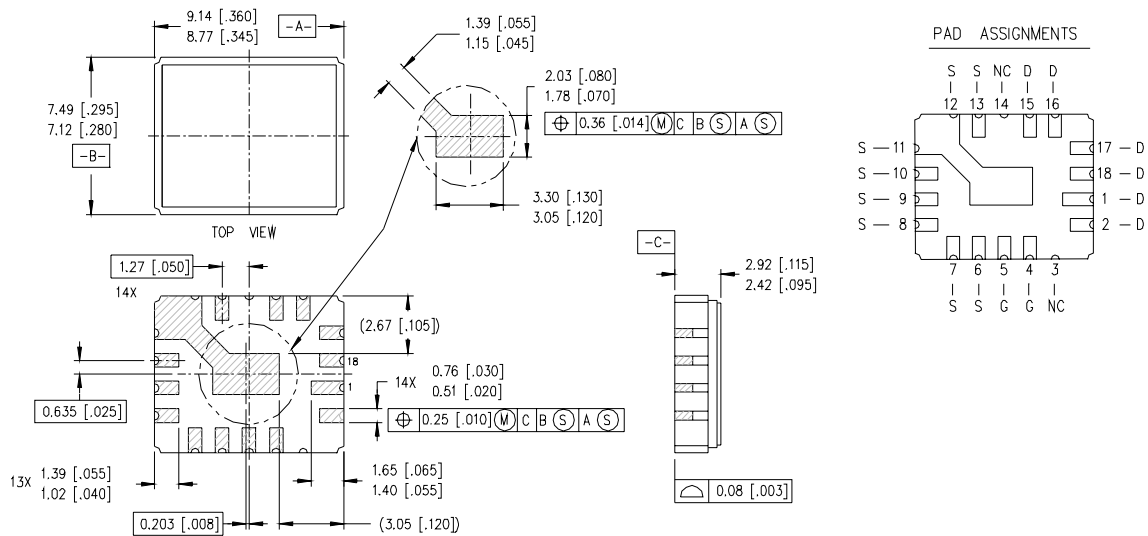 9.14 [.360]
8.77 [.345]
-A-
7.49 [.295]
7.12 [.280]
-B-
TOP VIEW
1.39 [.055]
1.15 [.045]
2.03 [.080]
1.78 [.070]
⌖ 0.36 [.014] Ⓜ C B Ⓢ A Ⓢ
3.30 [.130]
3.05 [.120]
PAD ASSIGNMENTS
S S NC D D
12 13 14 15 16
S — 11
S — 10
S — 9
S — 8
17 — D
18 — D
1 — D
2 — D
7 6 5 4 3
S S G G NC
1.27 [.050]
14X
(2.67 [.105])
18
1
0.635 [.025]
14X 0.76 [.030]
0.51 [.020]
⌖ 0.25 [.010] Ⓜ C B Ⓢ A Ⓢ
13X 1.39 [.055]
1.02 [.040]
1.65 [.065]
1.40 [.055]
0.203 [.008]
(3.05 [.120])
-C-
2.92 [.115]
2.42 [.095]
⌓ 0.08 [.003]